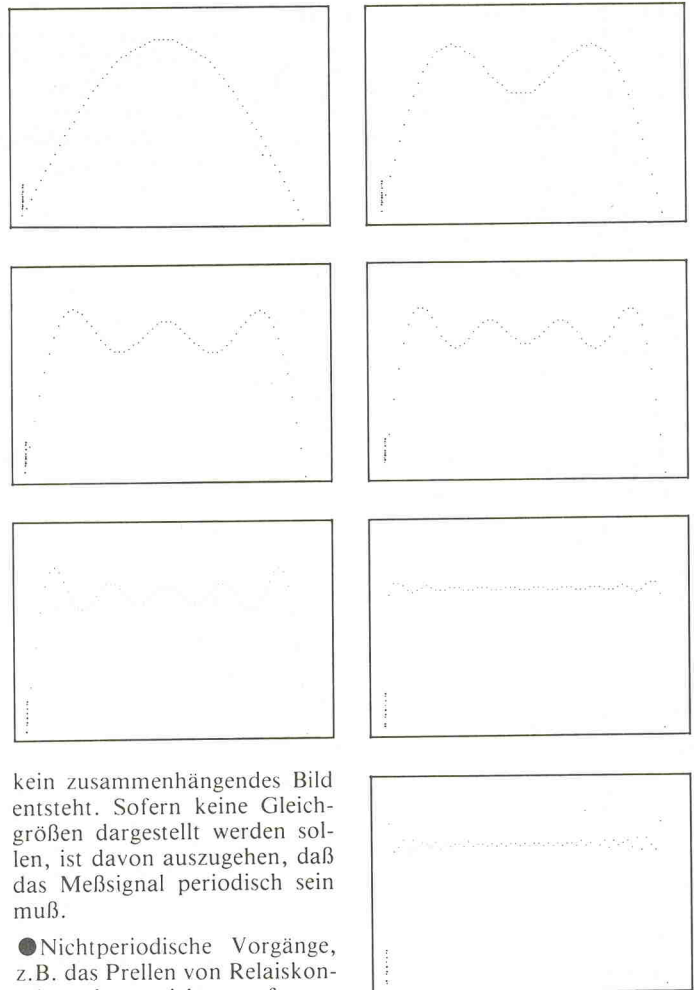 kein zusammenhängendes Bild
entsteht. Sofern keine Gleich-
größen dargestellt werden sol-
len, ist davon auszugehen, daß
das Meßsignal periodisch sein
muß.
●Nichtperiodische Vorgänge,
z.B. das Prellen von Relaiskon-